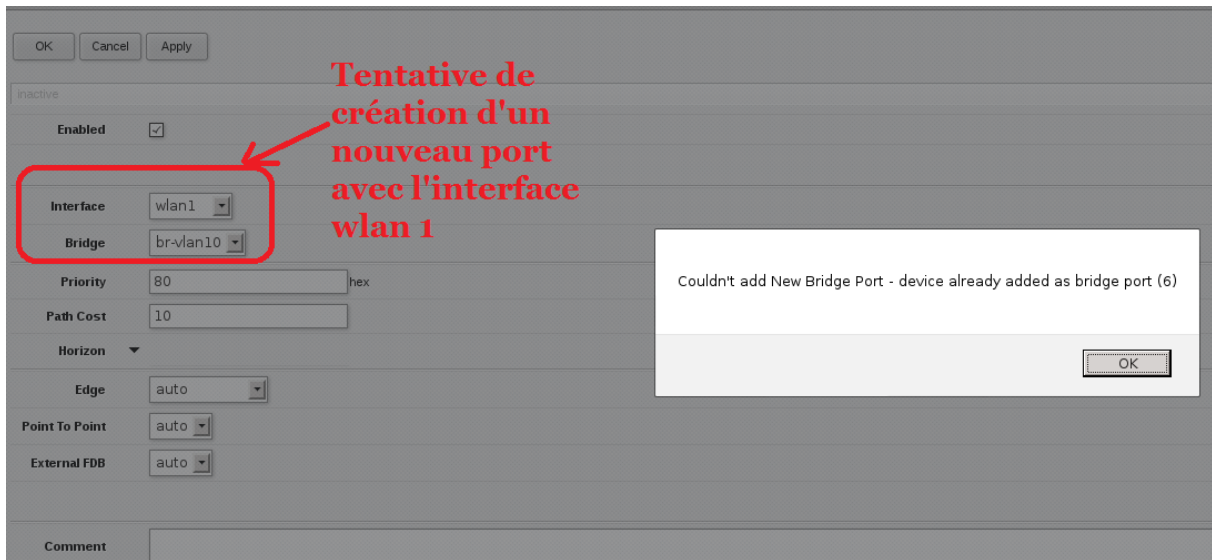 OK Cancel Apply
inactive
Tentative de
création d'un
nouveau port
avec l'interface
wlan 1
Enabled
Interface wlan1
Bridge br-vlan10
Priority 80 hex
Path Cost 10
Horizon
Edge auto
Point To Point auto
External FDB auto
Comment
Couldn't add New Bridge Port - device already added as bridge port (6)
OK